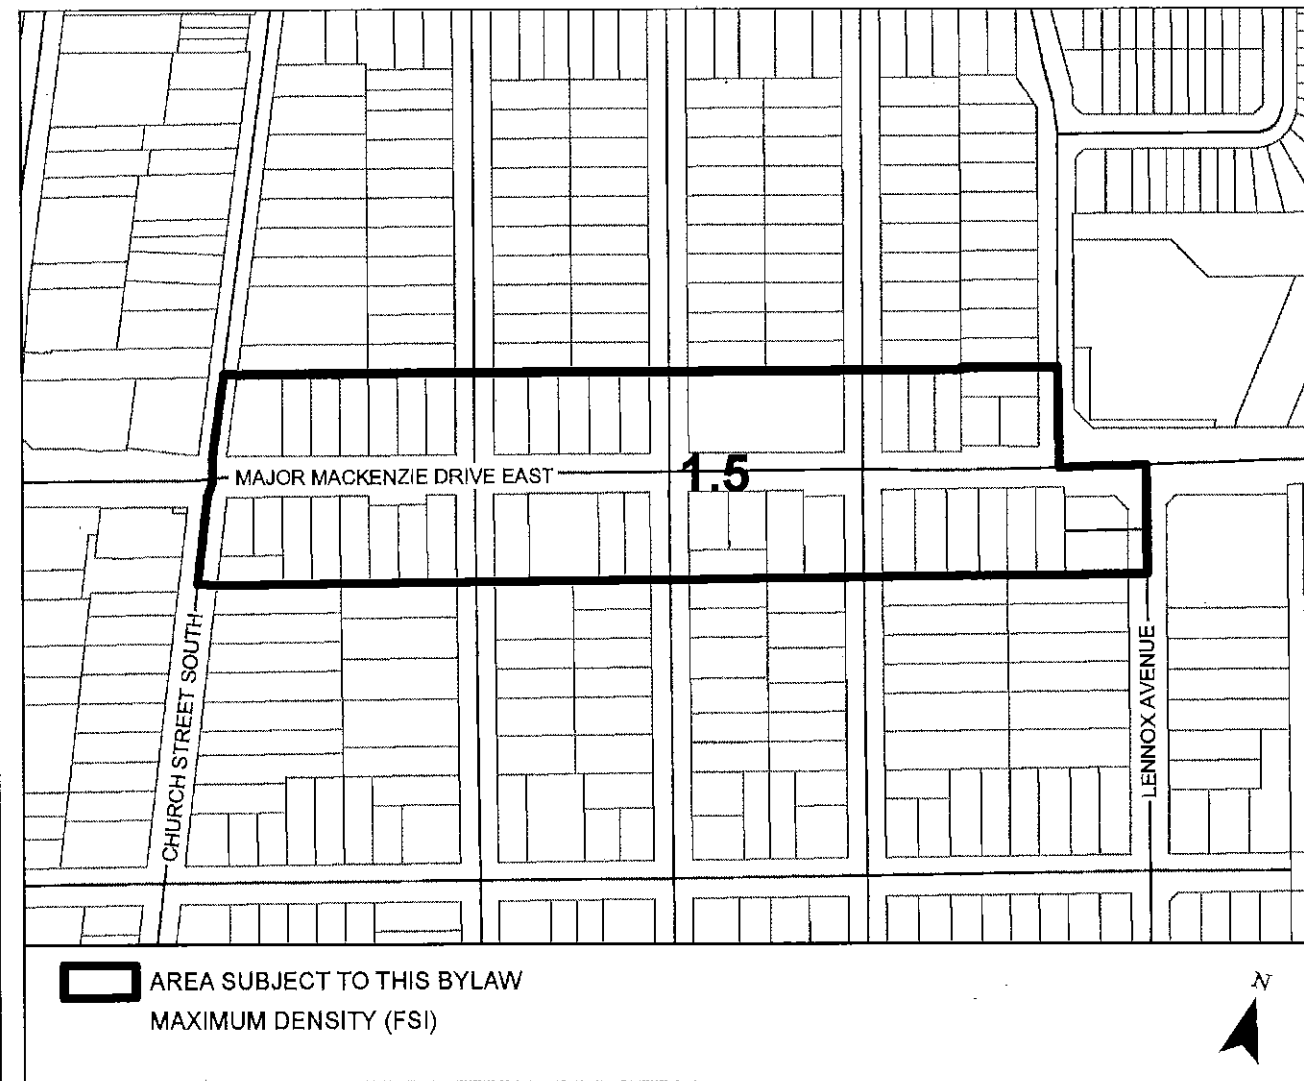 MAJOR MACKENZIE DRIVE EAST
1.5
CHURCH STREET SOUTH
LENNOX AVENUE
AREA SUBJECT TO THIS BYLAW
MAXIMUM DENSITY (FSI)
N